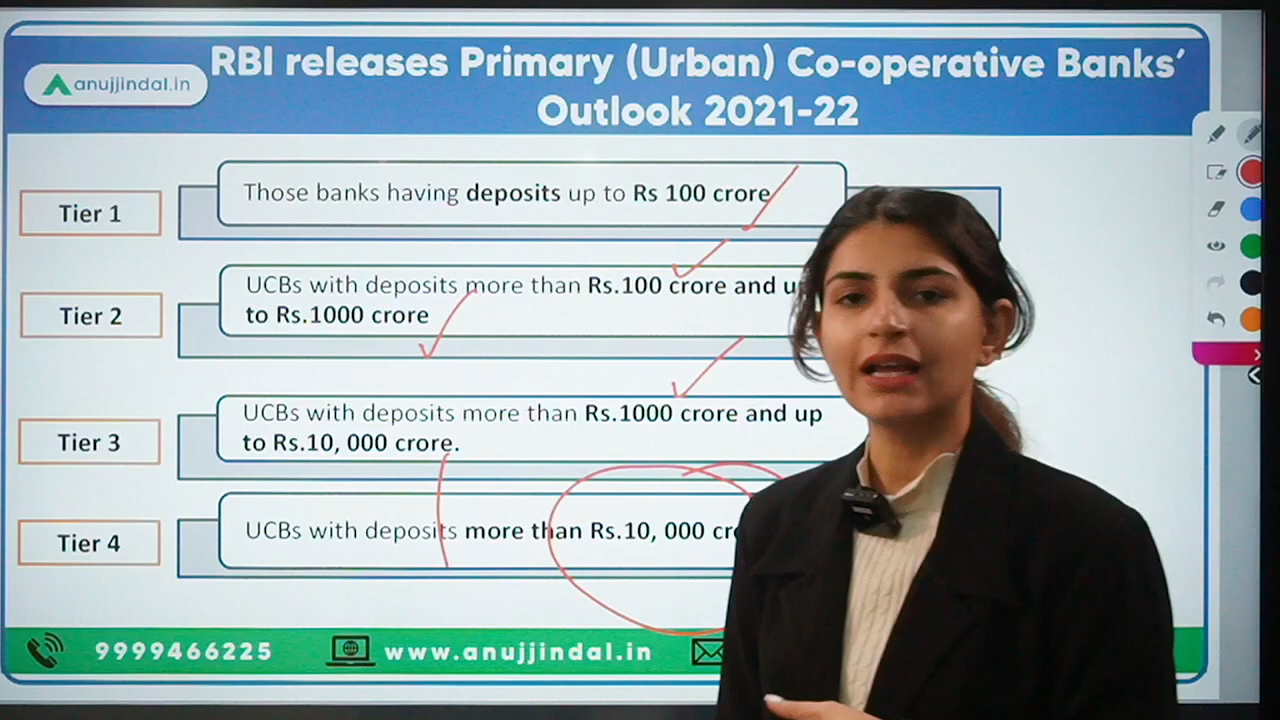 RBI releases Primary (Urban) Co-operative Banks'
anujjindal.in
Outlook 2021-22
Tier 1
Those banks having deposits up to Rs 100 crore
Tier 2
UCBs with deposits more than Rs.100 crore and
to Rs.1000 crore
Tier 3
UCBs with deposits more than Rs.1000 crore and up
to Rs.10, 000 crore.
Tier 4
UCBs with deposits more than Rs.10, 000
9999466225
www.anujjindal.in